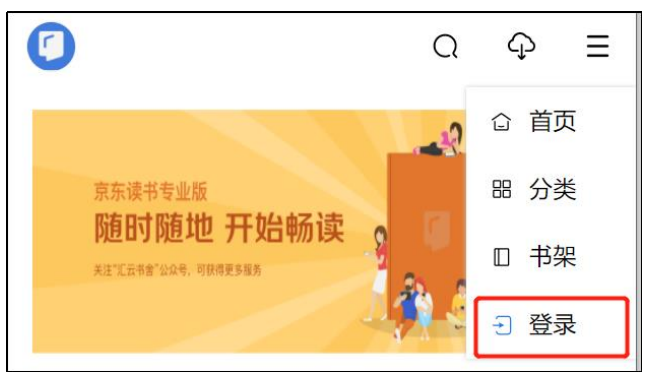 首页
京东读书专业版
分类
随时随地 开始畅读
关注“汇云书舍”公众号，可获得更多服务
书架
登录